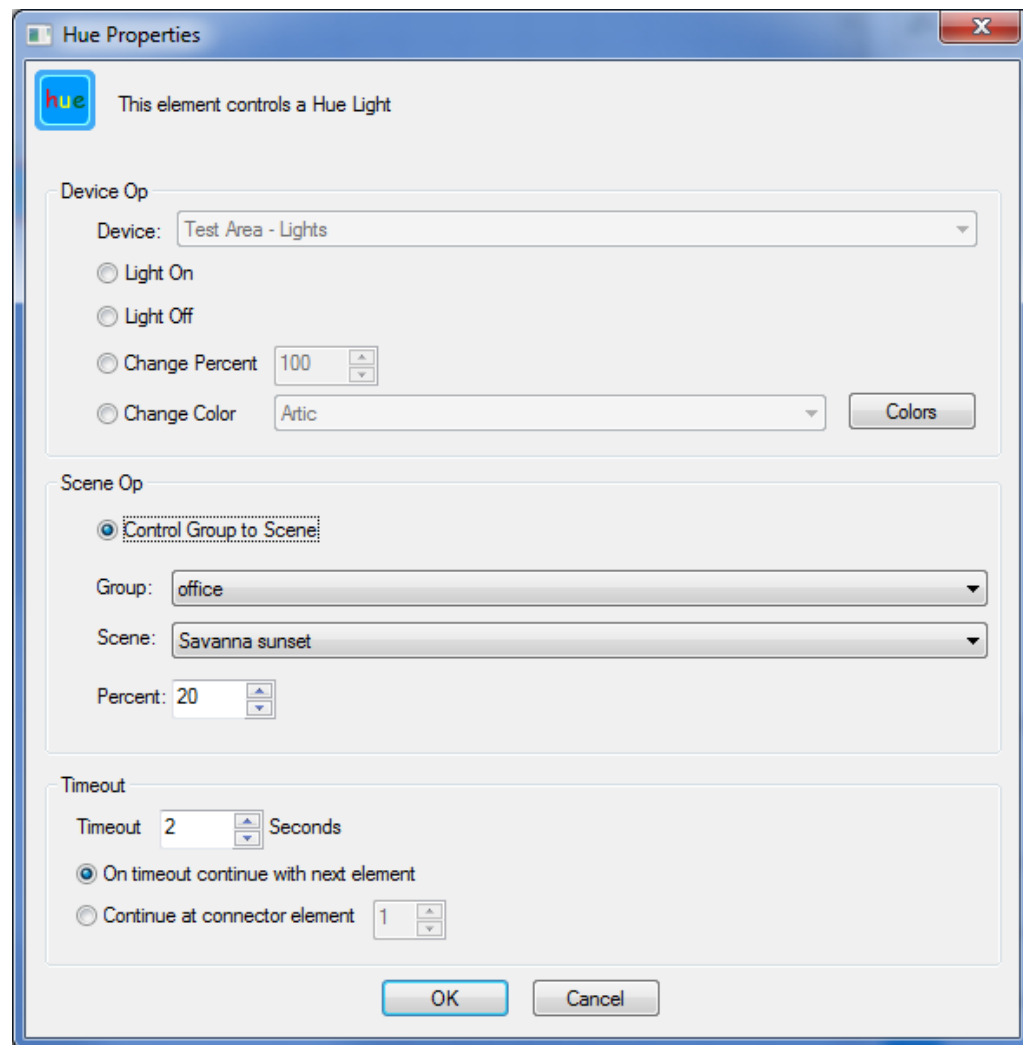 Hue Properties
hue
This element controls a Hue Light
Device Op
Device: Test Area - Lights
Light On
Light Off
Change Percent 100
Change Color Artic Colors
Scene Op
Control Group to Scene
Group: office
Scene: Savanna sunset
Percent: 20
Timeout
Timeout 2 Seconds
On timeout continue with next element
Continue at connector element 1
OK Cancel